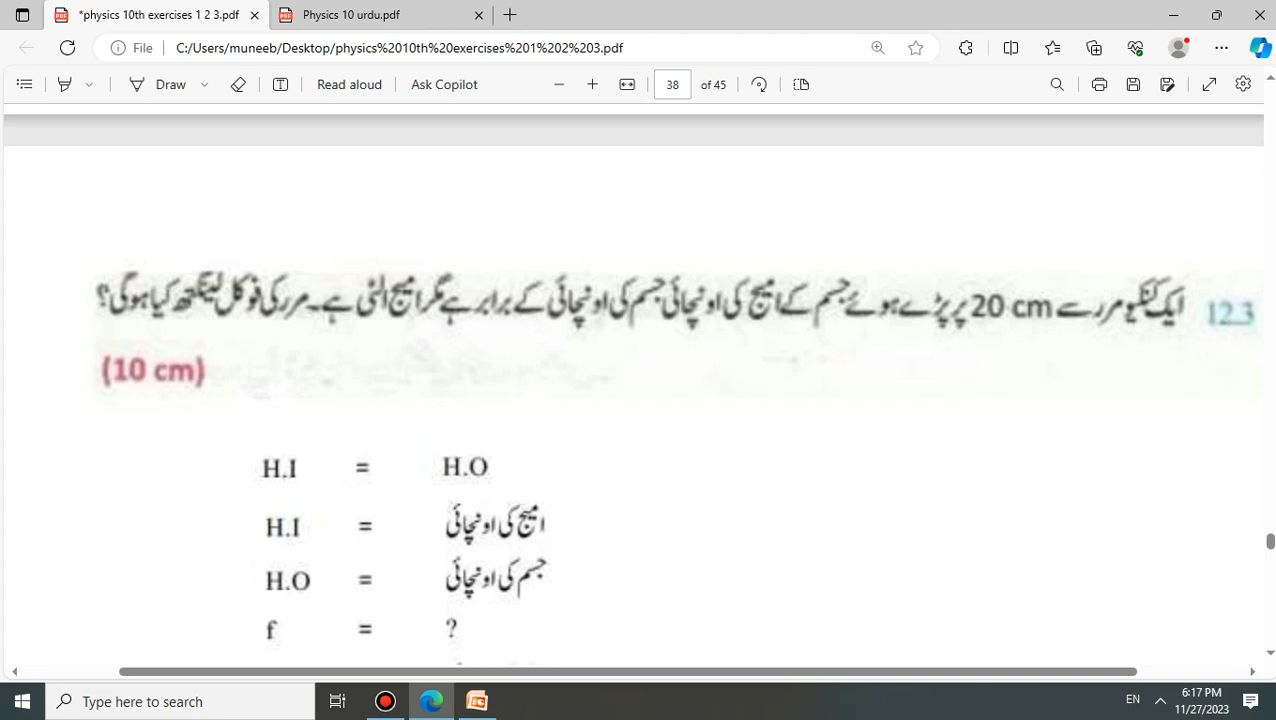 *physics 10th exercises 1 2 3.pdf
Physics 10 urdu.pdf
File
C:/Users/muneeb/Desktop/physics%2010th%20exercises%201%202%203.pdf
Draw
Read aloud
Ask Copilot
38 of 45
12.3 ایک کنکیو مرر سے 20 cm پر پڑے ہوئے جسم کے امیج کی اونچائی جسم کی اونچائی کے برابر ہے مگر امیج الٹی ہے۔ مرر کی فوکل لینگتھ کیا ہوگی؟
(10 cm)
H.I = H.O
H.I = امیج کی اونچائی
H.O = جسم کی اونچائی
f = ?
Type here to search
EN
6:17 PM
11/27/2023